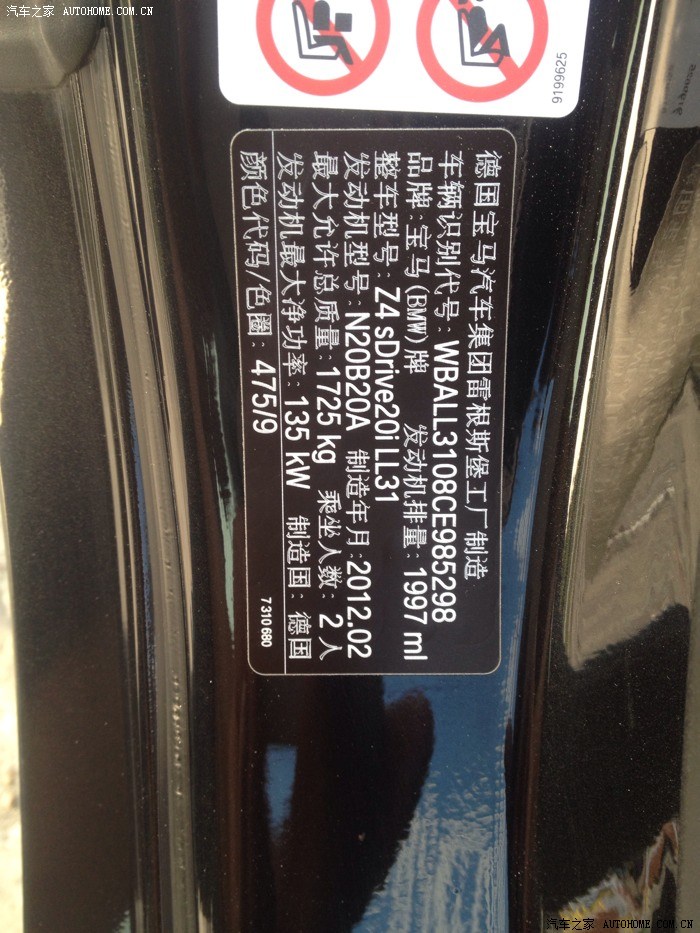 汽车之家 AUTOHOME.COM.CN
9199625
德国宝马汽车集团雷根斯堡工厂制造
车辆识别代号: WBALL3108CE985298
品牌: 宝马(BMW)牌 发动机排量: 1997 ml
整车型号: Z4 sDrive20i LL31
发动机型号: N20B20A 制造年月: 2012.02
最大允许总质量: 1725 kg 乘坐人数: 2人
发动机最大净功率: 135 kW 制造国: 德国
颜色代码/色圈: 475/9
7310680
汽车之家 AUTOHOME.COM.CN